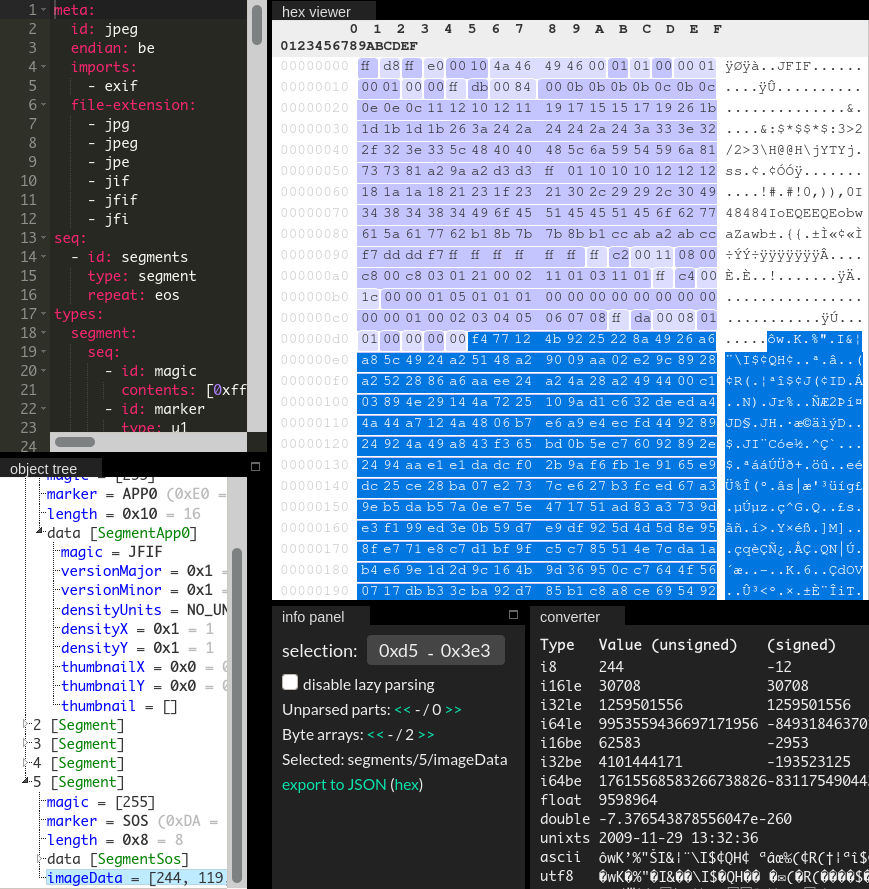 1 meta:
2 id: jpeg
3 endian: be
4 imports:
5 - exif
6 file-extension:
7 - jpg
8 - jpeg
9 - jpe
10 - jif
11 - jfif
12 - jfi
13 seq:
14 - id: segments
15 type: segment
16 repeat: eos
17 types:
18 segment:
19 seq:
20 - id: magic
21 contents: [0xff
22 - id: marker
23 type: u1
24
object tree
marker = APP0 (0xE0 =
length = 0x10 = 16
data [SegmentApp0]
magic = JFIF
versionMajor = 0x1 =
versionMinor = 0x1 =
densityUnits = NO_UN
densityX = 0x1 = 1
densityY = 0x1 = 1
thumbnailX = 0x0 =
thumbnailY = 0x0 =
thumbnail = []
2 [Segment]
3 [Segment]
4 [Segment]
5 [Segment]
magic = [255]
marker = SOS (0xDA =
length = 0x8 = 8
data [SegmentSos]
imageData = [244, 119
hex viewer
0 1 2 3 4 5 6 7 8 9 A B C D E F
0123456789ABCDEF
00000000 ff d8 ff e0 00 10 4a 46 49 46 00 01 01 00 00 01 ÿØÿà..JFIF......
00000010 00 01 00 00 ff db 00 84 00 0b 0b 0b 0b 0c 0b 0c ....ÿÛ..........
00000020 0e 0e 0c 11 12 10 12 11 19 17 15 15 17 19 26 1b ..............&.
00000030 1d 1b 1d 1b 26 3a 24 2a 24 24 2a 24 3a 33 3e 32 ....&:$*$$*$:3>2
00000040 2f 32 3e 33 5c 48 40 40 48 5c 6a 59 54 59 6a 81 /2>3\H@@H\jYTYj.
00000050 73 73 81 a2 9a a2 d3 d3 ff 01 10 10 10 12 12 12 ss.¢.¢ÓÓÿ.......
00000060 18 1a 1a 18 21 23 1f 23 21 30 2c 29 29 2c 30 49 ....!#.#!0,)),0I
00000070 34 38 34 38 34 49 6f 45 51 45 45 51 45 6f 62 77 48484IoEQEEQEobw
00000080 61 5a 61 77 62 b1 8b 7b 7b 8b b1 cc ab a2 ab cc aZawb±.{{.±Ì«¢«Ì
00000090 f7 dd dd f7 ff ff ff ff ff ff c2 00 11 08 00 ÷ÝÝ÷ÿÿÿÿÿÿÿÂ....
000000a0 c8 00 c8 03 01 21 00 02 11 01 03 11 01 ff c4 00 È.È..!.......ÿÄ.
000000b0 1c 00 00 01 05 01 01 01 00 00 00 00 00 00 00 00 ................
000000c0 00 00 01 00 02 03 04 05 06 07 08 ff da 00 08 01 ...........ÿÚ...
000000d0 01 00 00 00 00 f4 77 12 4b 92 25 22 8a 49 26 a6 .....ôw.K.%".I&¦
000000e0 a8 5c 49 24 a2 51 48 a2 90 09 aa 02 e2 9c 89 28 ¨\I$¢QH¢..ª.â..(
000000f0 a2 52 28 86 a6 aa ee 24 a2 4a 28 a2 49 44 00 c1 ¢R(.¦ªî$¢J(¢ID.Á
00000100 03 89 4e 29 14 4a 72 25 10 9a d1 c6 32 de ed a4 ..N).Jr%..ÑÆ2Þí¤
00000110 4a 44 a7 12 4a 48 06 b7 e6 a9 e4 ec fd 44 92 89 JD§.JH.·æ©äìýD..
00000120 24 92 4a 49 a8 43 f3 65 bd 0b 5e c7 60 92 89 2e $.JI¨Cóe½.^Ç`...
00000130 24 94 aa e1 e1 da dc f0 2b 9a f6 fb 1e 91 65 e9 $.ªááÚÜð+.öû..eé
00000140 dc 25 ce 28 ba 07 e2 73 7c e6 27 b3 fc ed 67 a3 Ü%Î(º.âs|æ'³üíg£
00000150 9e b5 da b5 7a 0e e7 5e 47 17 51 ad 83 a3 73 9d .µÚµz.ç^G.Q­.£s.
00000160 e3 f1 99 ed 3e 0b 59 d7 e9 df 92 5d 4d 5d 8e 95 ãñ.í>.Y×éß.]M]..
00000170 8f e7 71 e8 c7 d1 bf 9f c5 c7 85 51 4e 7c da 1a .çqèÇÑ¿.ÅÇ.QN|Ú.
00000180 b4 e6 c7 1d 2d 9c 16 4b 9d 36 95 0c c7 64 4f 56 ´æ..–..K.6..ÇdOV
00000190 07 17 db b3 3c ba 92 d7 85 b1 c8 a8 ce 69 54 92 ..Û³<º.×.±È¨ÎiT.
info panel
selection: 0xd5 - 0x3e3
disable lazy parsing
Unparsed parts: << - / 0 >>
Byte arrays: << - / 2 >>
Selected: segments/5/imageData
export to JSON (hex)
converter
Type Value (unsigned) (signed)
i8 244 -12
i16le 30708 30708
i32le 1259501556 1259501556
i64le 9953559436697171956 -84931846370
i16be 62583 -2953
i32be 4101444171 -193523125
i64be 17615568583266738826 -83117549044
float 9598964
double -7.376543878556047e-260
unixts 2009-11-29 13:32:36
ascii
utf8